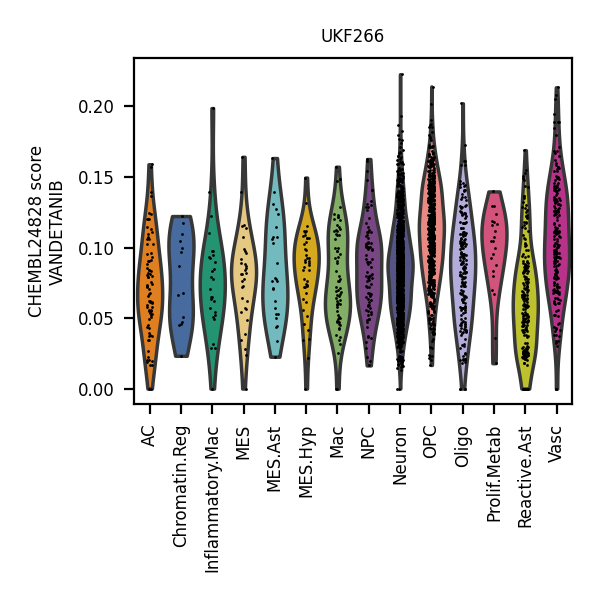 UKF266
CHEMBL24828 score
VANDETANIB
0.20
0.15
0.10
0.05
0.00
AC
Chromatin.Reg
Inflammatory.Mac
MES
MES.Ast
MES.Hyp
Mac
NPC
Neuron
OPC
Oligo
Prolif.Metab
Reactive.Ast
Vasc